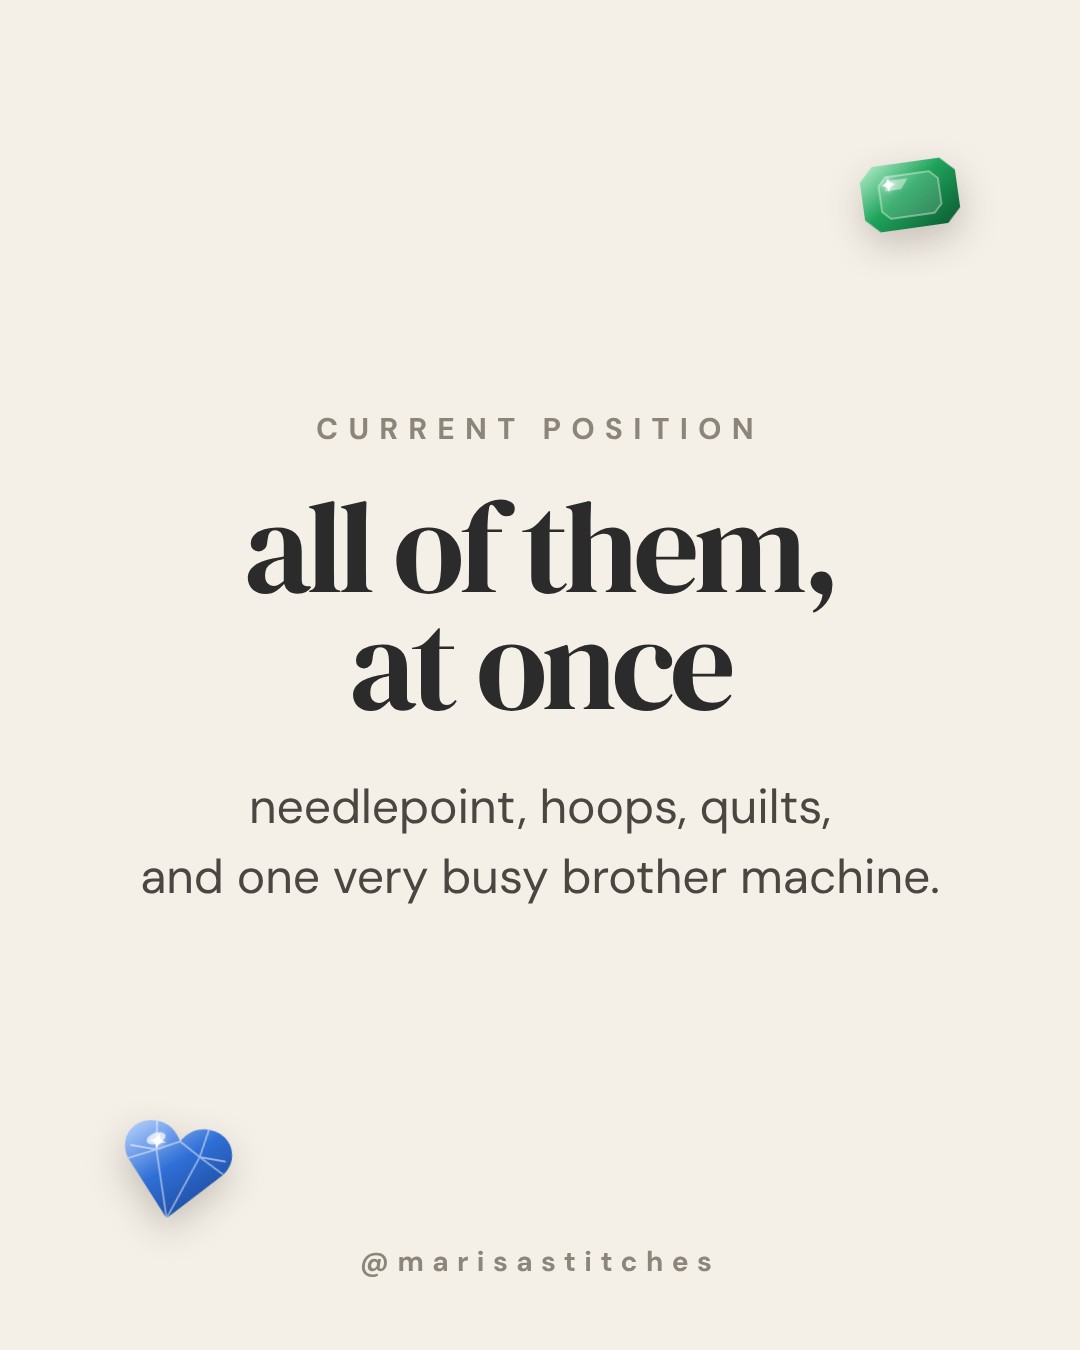 CURRENT POSITION
all of them,
at once
needlepoint, hoops, quilts,
and one very busy brother machine.
@marisastitches